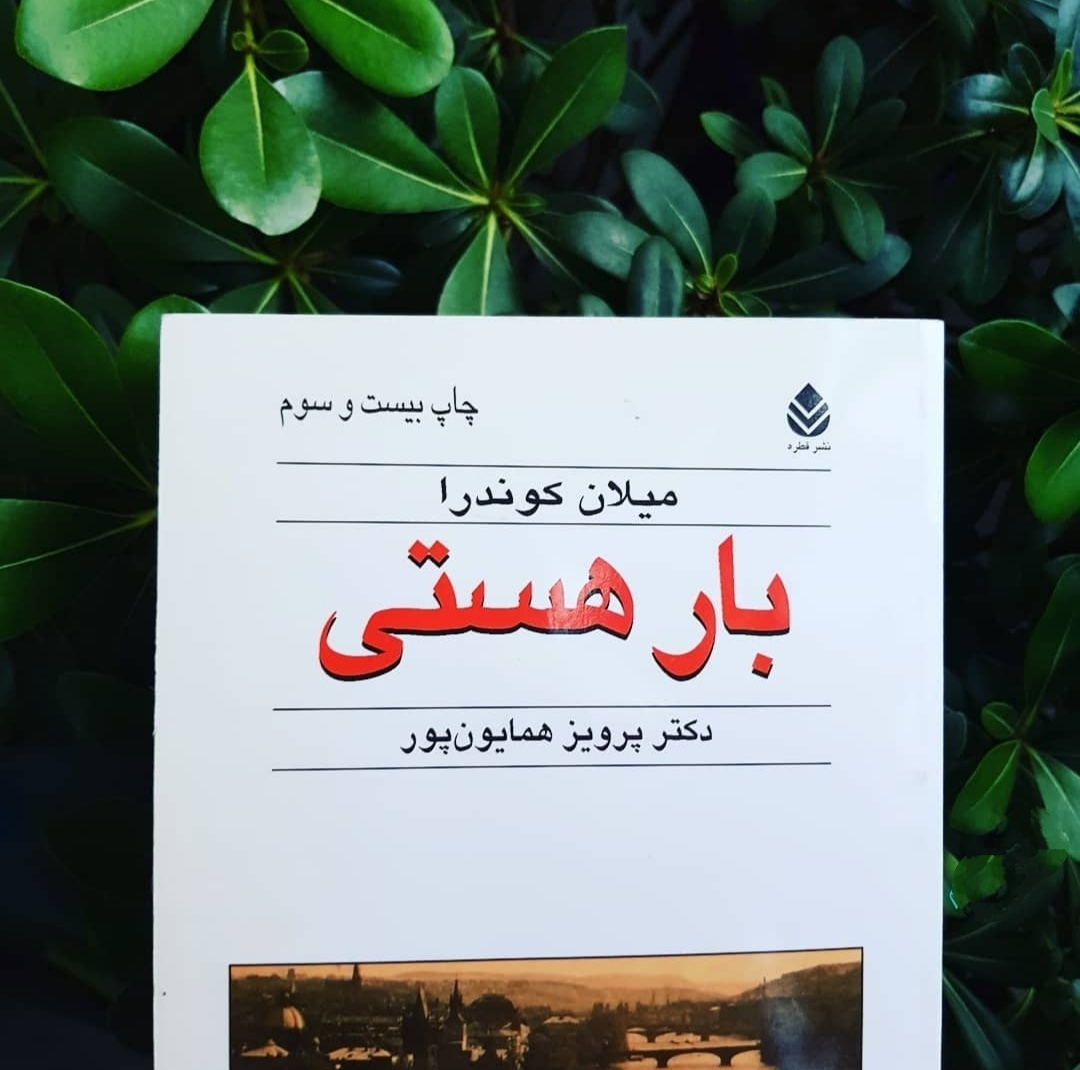 چاپ بیست و سوم
نشر قطره
میلان کوندرا
بار هستی
دکتر پرویز همایون‌پور